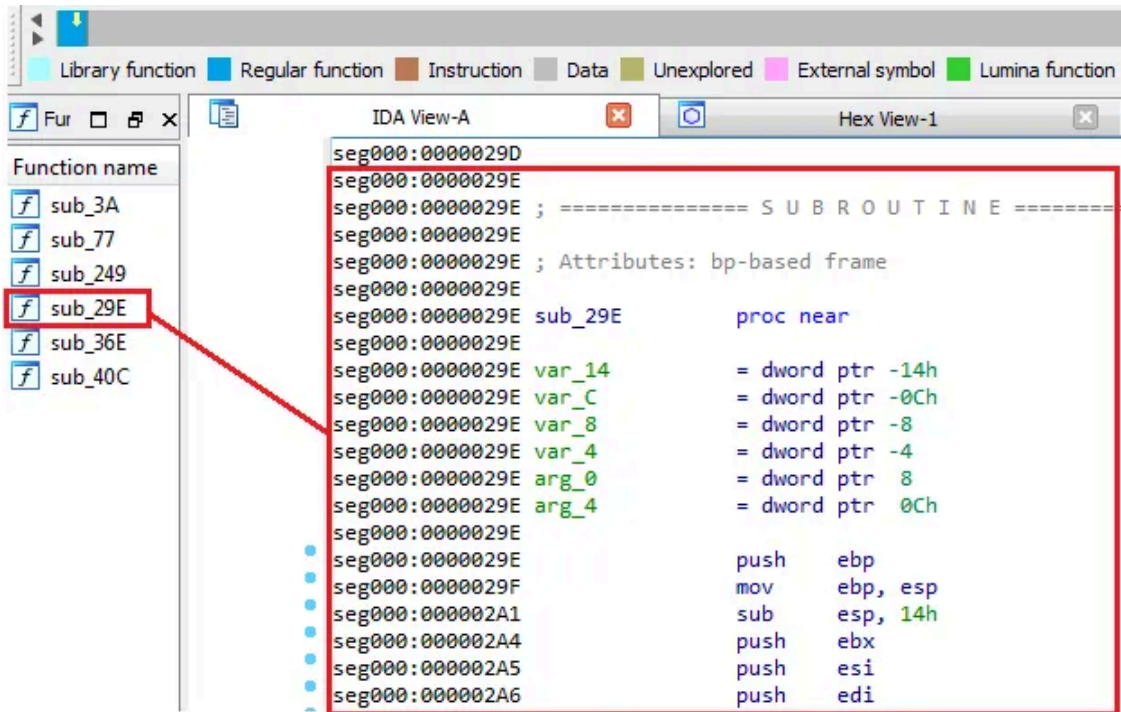 Library function Regular function Instruction Data Unexplored External symbol Lumina function
Fur IDA View-A Hex View-1
Function name
sub_3A
sub_77
sub_249
sub_29E
sub_36E
sub_40C
seg000:0000029D
seg000:0000029E
seg000:0000029E ; =============== S U B R O U T I N E =========
seg000:0000029E
seg000:0000029E ; Attributes: bp-based frame
seg000:0000029E
seg000:0000029E sub_29E proc near
seg000:0000029E
seg000:0000029E var_14 = dword ptr -14h
seg000:0000029E var_C = dword ptr -0Ch
seg000:0000029E var_8 = dword ptr -8
seg000:0000029E var_4 = dword ptr -4
seg000:0000029E arg_0 = dword ptr 8
seg000:0000029E arg_4 = dword ptr 0Ch
seg000:0000029E
seg000:0000029E push ebp
seg000:0000029F mov ebp, esp
seg000:000002A1 sub esp, 14h
seg000:000002A4 push ebx
seg000:000002A5 push esi
seg000:000002A6 push edi